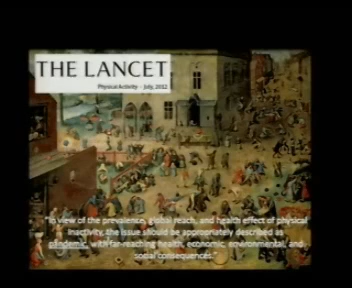 THE LANCET
Physical Activity - July, 2012
"In view of the prevalence, global reach, and health effect of physical
inactivity, the issue should be appropriately described as
pandemic, with far-reaching health, economic, environmental, and
social consequences."